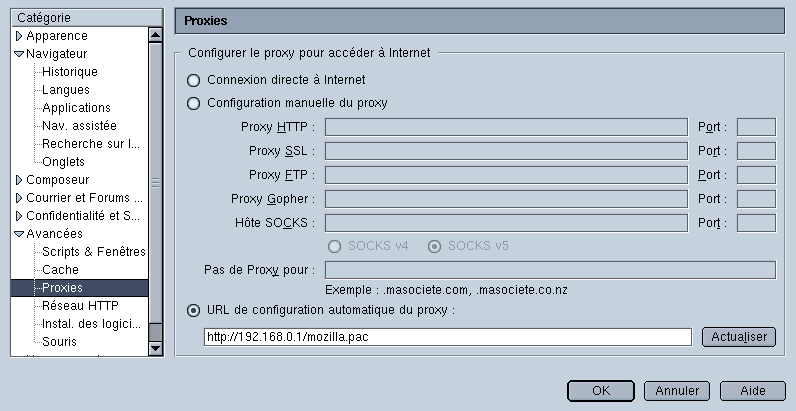 Catégorie
Apparence
Navigateur
Historique
Langues
Applications
Nav. assistée
Recherche sur I...
Onglets
Composeur
Courrier et Forums ...
Confidentialité et S...
Avancées
Scripts & Fenêtres
Cache
Proxies
Réseau HTTP
Instal. des logici...
Souris
Proxies
Configurer le proxy pour accéder à Internet
Connexion directe à Internet
Configuration manuelle du proxy
Proxy HTTP : Port :
Proxy SSL : Port :
Proxy FTP : Port :
Proxy Gopher : Port :
Hôte SOCKS : Port :
SOCKS v4 SOCKS v5
Pas de Proxy pour :
Exemple : .masociete.com, .masociete.co.nz
URL de configuration automatique du proxy :
http://192.168.0.1/mozilla.pac Actualiser
OK Annuler Aide